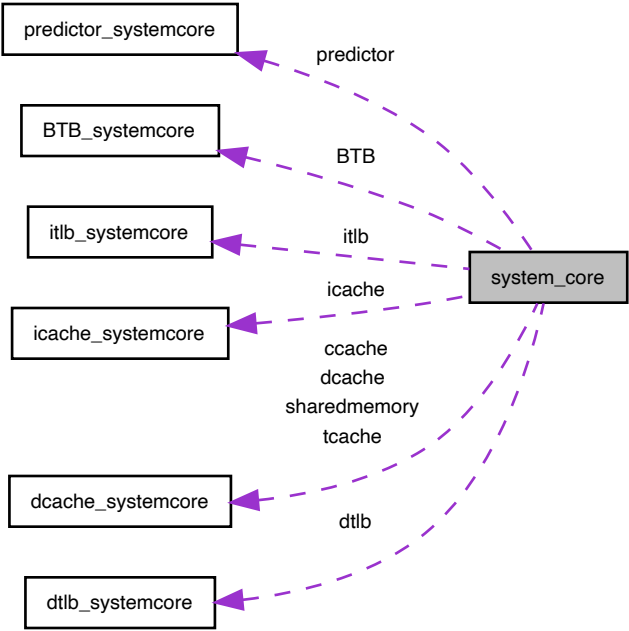 predictor_systemcore
predictor
BTB_systemcore
BTB
itlb_systemcore
itlb
system_core
icache
icache_systemcore
ccache
dcache
sharedmemory
tcache
dcache_systemcore
dtlb
dtlb_systemcore